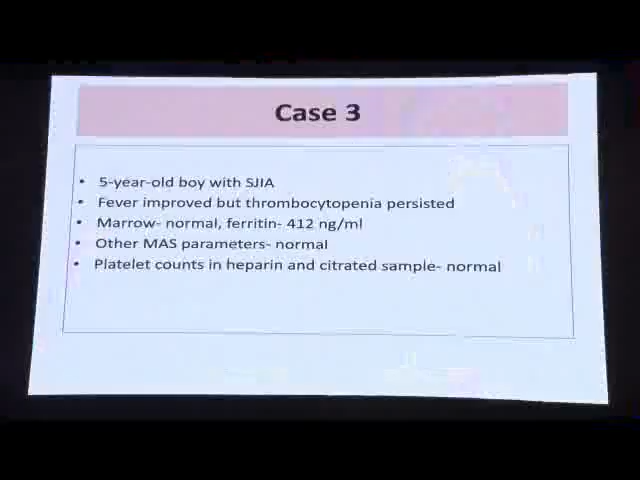 Case 3
• 5-year-old boy with SJIA
• Fever improved but thrombocytopenia persisted
• Marrow- normal, ferritin- 412 ng/ml
• Other MAS parameters- normal
• Platelet counts in heparin and citrated sample- normal